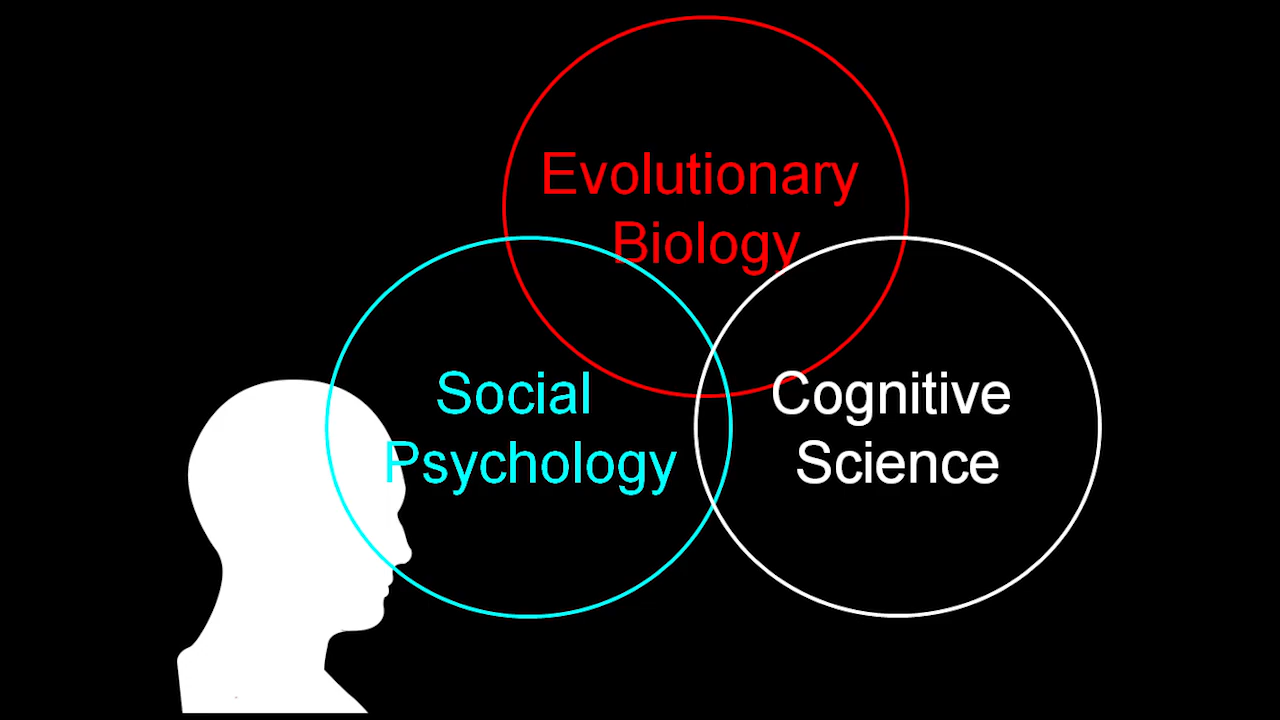 Evolutionary
Biology
Social
Psychology
Cognitive
Science